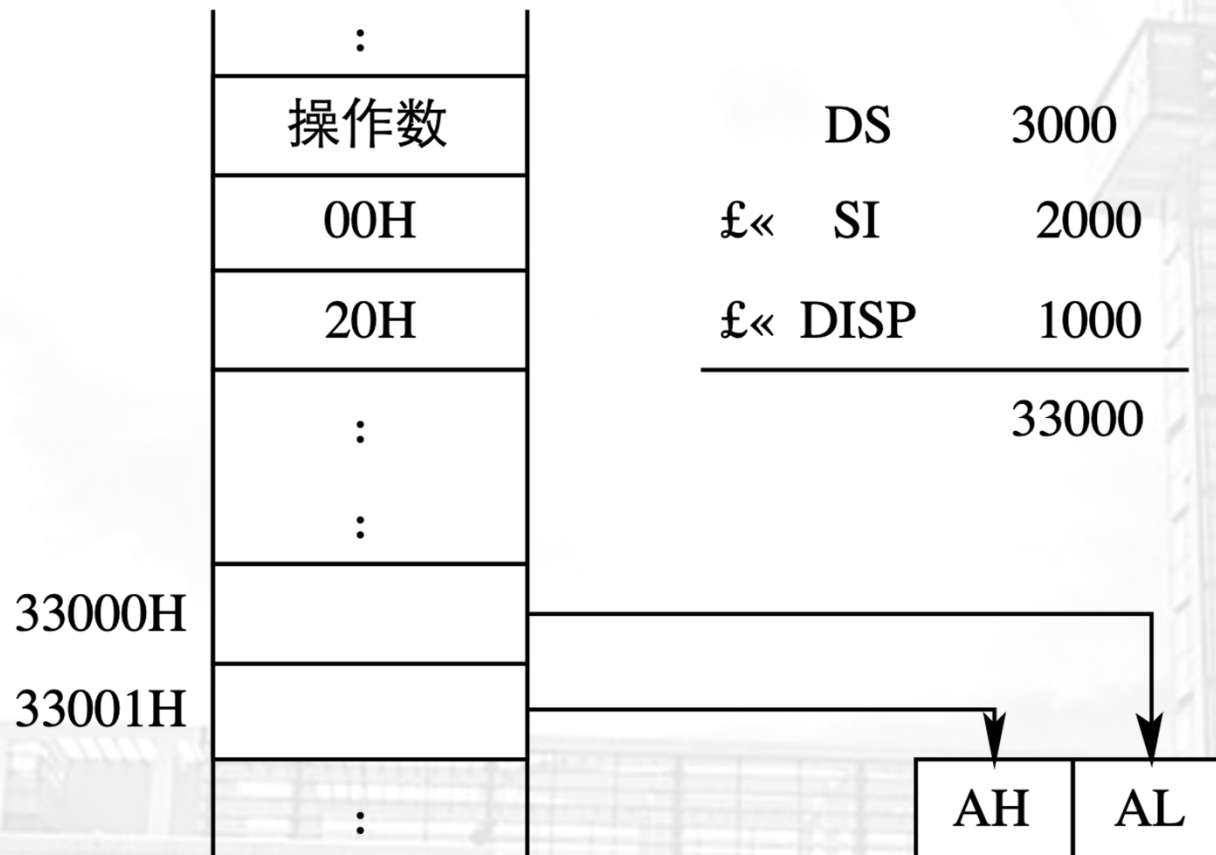 :
操作数
DS 3000
00H
£« SI 2000
20H
£« DISP 1000
:
33000
:
33000H
33001H
:
AH AL